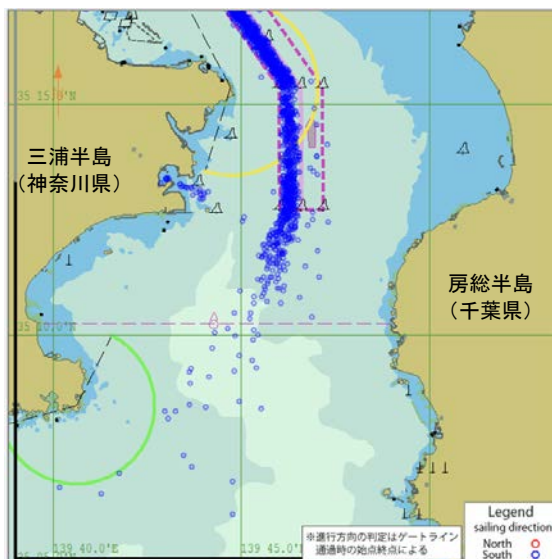 35 15.0'N
三浦半島
（神奈川県）
房総半島
（千葉県）
35 10.0'N
139 40.0'E
139 45.0'E
※進行方向の判定はゲートライン
通過時の始点終点による
Legend
sailing direction
North
South